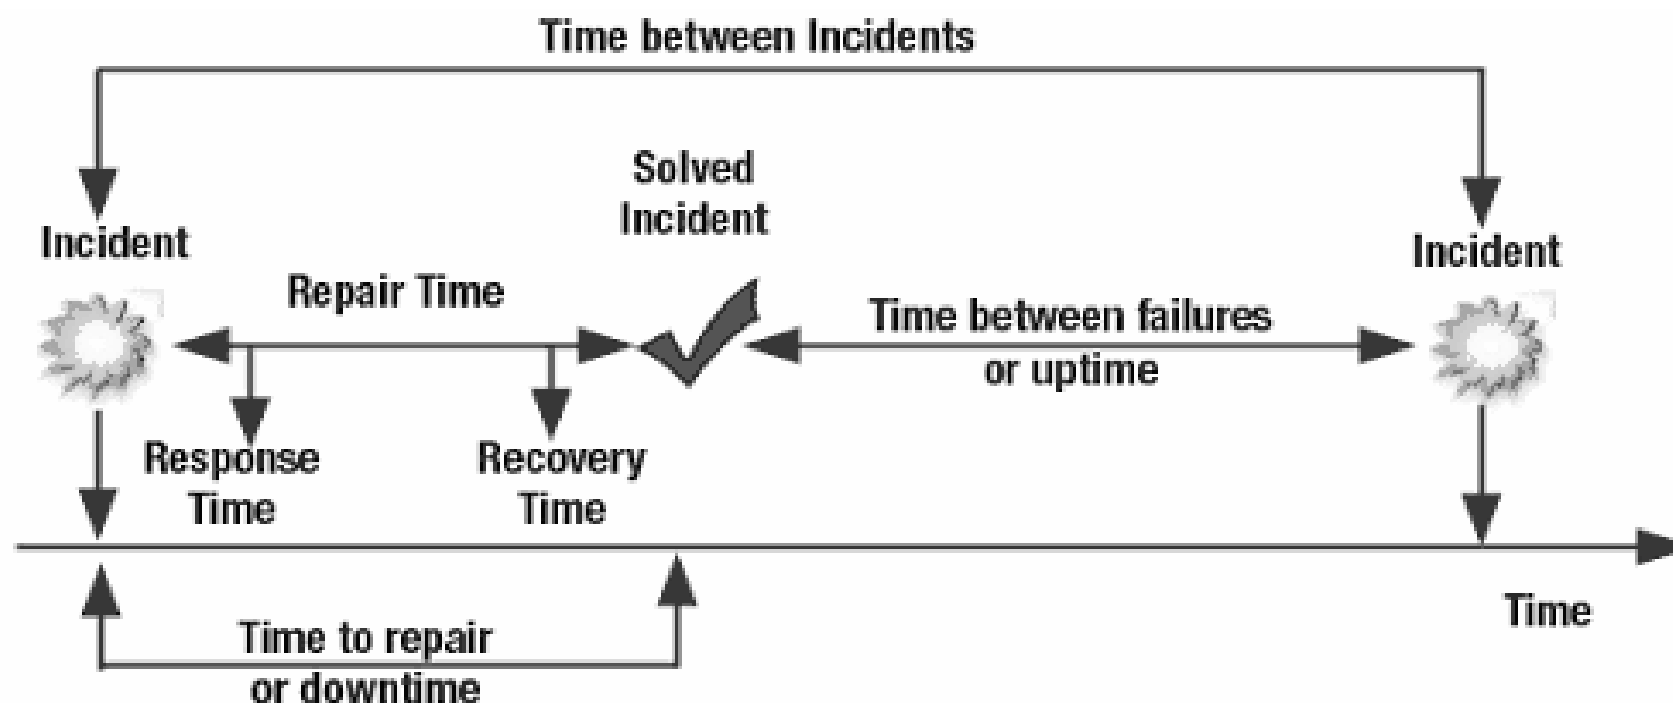 Time between Incidents
Solved
Incident
Incident
Incident
Repair Time
Time between failures
or uptime
Response
Time
Recovery
Time
Time
Time to repair
or downtime